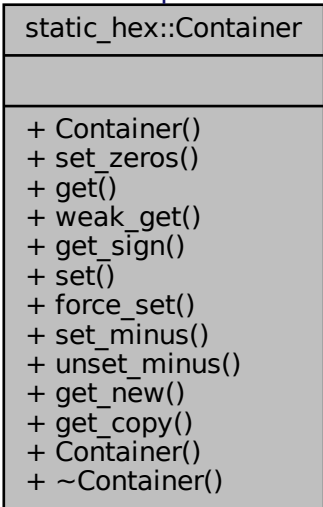 static_hex::Container
+ Container()
+ set_zeros()
+ get()
+ weak_get()
+ get_sign()
+ set()
+ force_set()
+ set_minus()
+ unset_minus()
+ get_new()
+ get_copy()
+ Container()
+ ~Container()